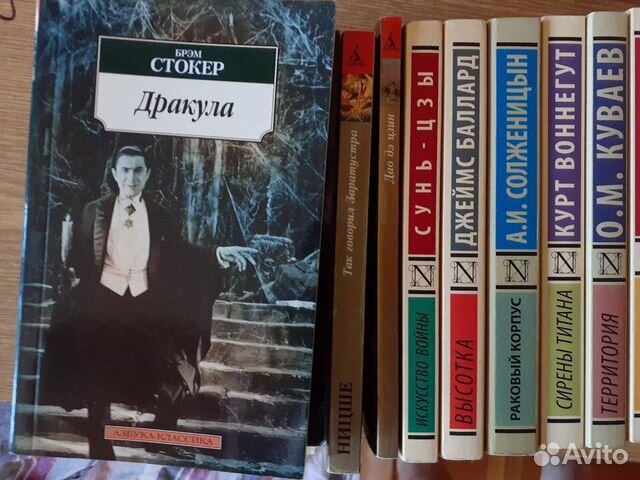 БРЭМ
СТОКЕР
Дракула
АЗБУКА-КЛАССИКА
НИЦШЕ Так говорил Заратустра
Дао дэ цзин
ИСКУССТВО ВОЙНЫ СУНЬ-ЦЗЫ
ВЫСОТКА ДЖЕЙМС БАЛЛАРД
РАКОВЫЙ КОРПУС А.И. СОЛЖЕНИЦЫН
СИРЕНЫ ТИТАНА КУРТ ВОННЕГУТ
ТЕРРИТОРИЯ О.М. КУВАЕВ
Avito